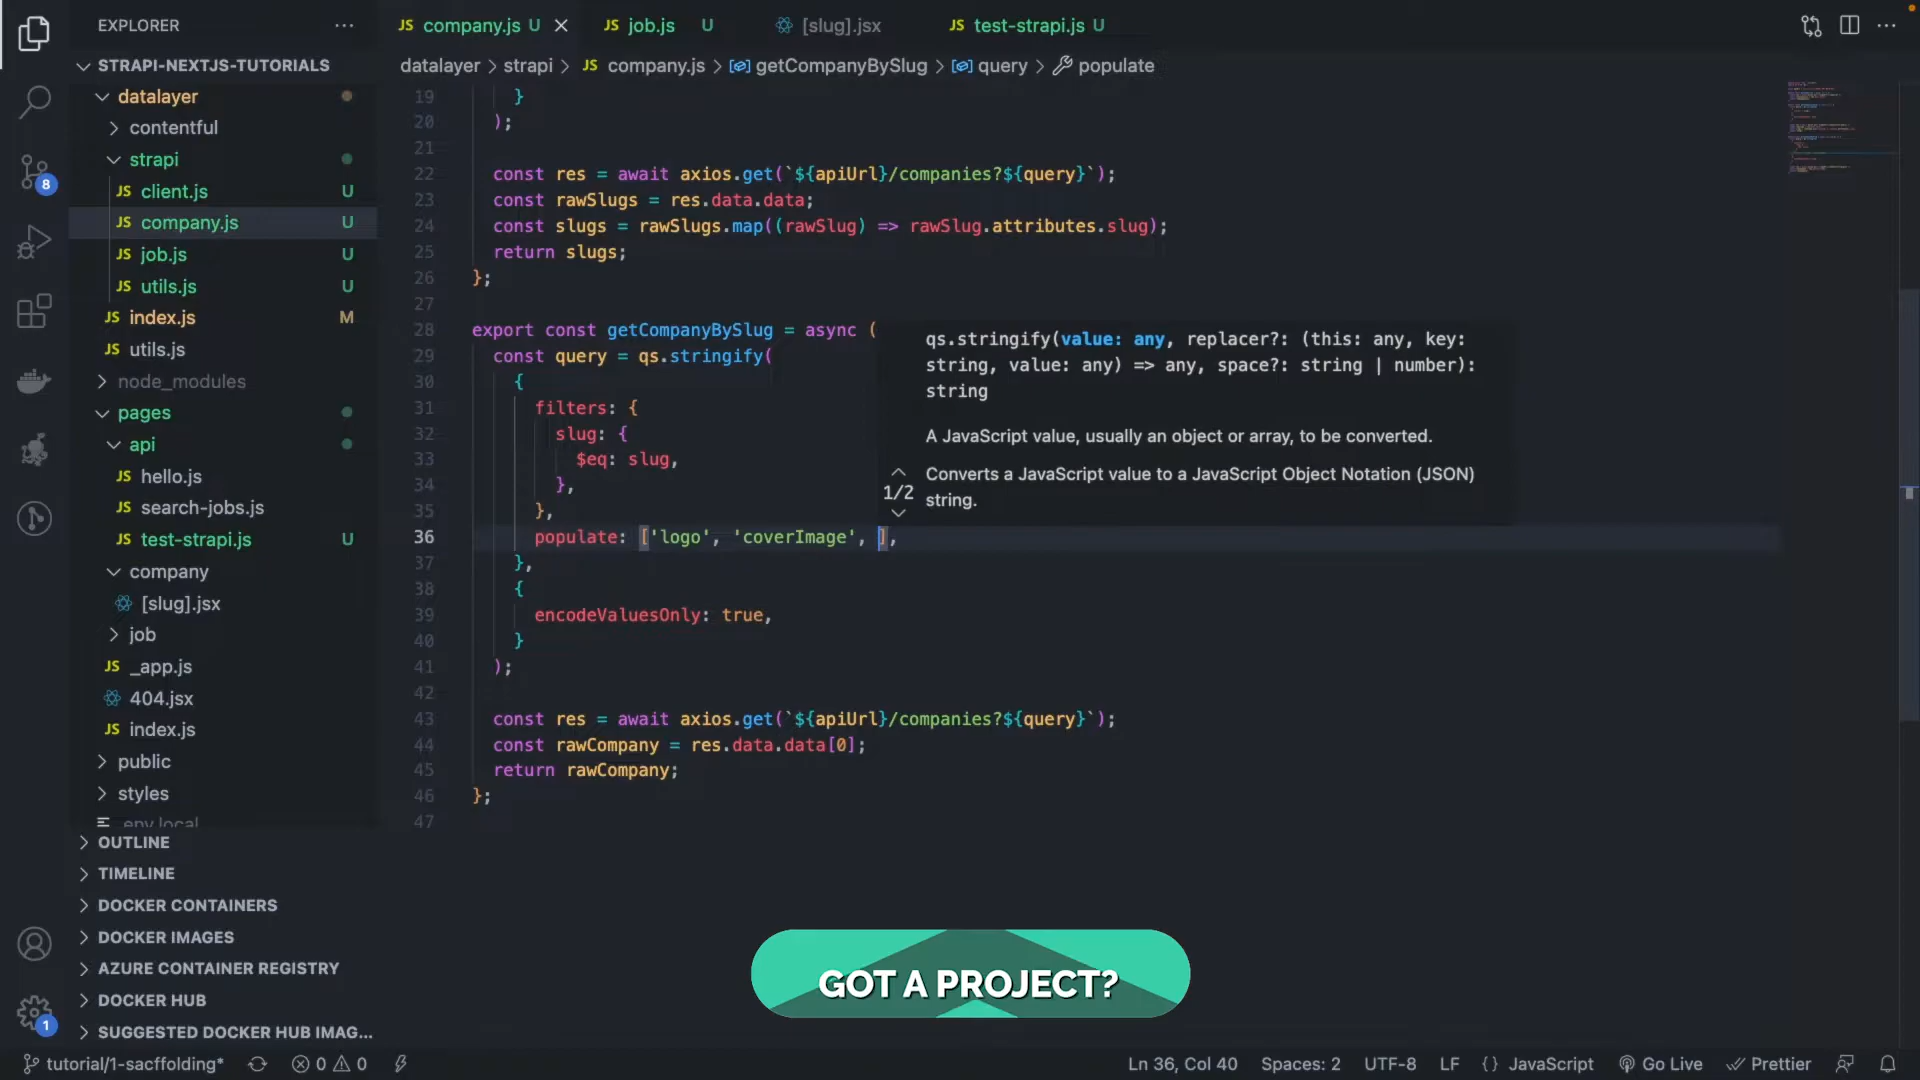 EXPLORER
JS company.js U
JS job.js U
[slug].jsx
JS test-strapi.js U
STRAPI-NEXTJS-TUTORIALS
datalayer > strapi > JS company.js > getCompanyBySlug > query > populate
datalayer
contentful
strapi
JS client.js U
JS company.js U
JS job.js U
JS utils.js U
JS index.js M
JS utils.js
node_modules
pages
api
JS hello.js
JS search-jobs.js
JS test-strapi.js U
company
[slug].jsx
job
JS _app.js
404.jsx
JS index.js
public
styles
.env.local
OUTLINE
TIMELINE
DOCKER CONTAINERS
DOCKER IMAGES
AZURE CONTAINER REGISTRY
DOCKER HUB
SUGGESTED DOCKER HUB IMAG...
8
1
19 }
20 );
21
22 const res = await axios.get(`${apiUrl}/companies?${query}`);
23 const rawSlugs = res.data.data;
24 const slugs = rawSlugs.map((rawSlug) => rawSlug.attributes.slug);
25 return slugs;
26 };
27
28 export const getCompanyBySlug = async (
29 const query = qs.stringify(
30 {
31 filters: {
32 slug: {
33 $eq: slug,
34 },
35 },
36 populate: ['logo', 'coverImage', ],
37 },
38 {
39 encodeValuesOnly: true,
40 }
41 );
42
43 const res = await axios.get(`${apiUrl}/companies?${query}`);
44 const rawCompany = res.data.data[0];
45 return rawCompany;
46 };
47
qs.stringify(value: any, replacer?: (this: any, key:
string, value: any) => any, space?: string | number):
string
A JavaScript value, usually an object or array, to be converted.
1/2
Converts a JavaScript value to a JavaScript Object Notation (JSON)
string.
GOT A PROJECT?
tutorial/1-sacffolding* 0 0 Ln 36, Col 40 Spaces: 2 UTF-8 LF {} JavaScript Go Live Prettier